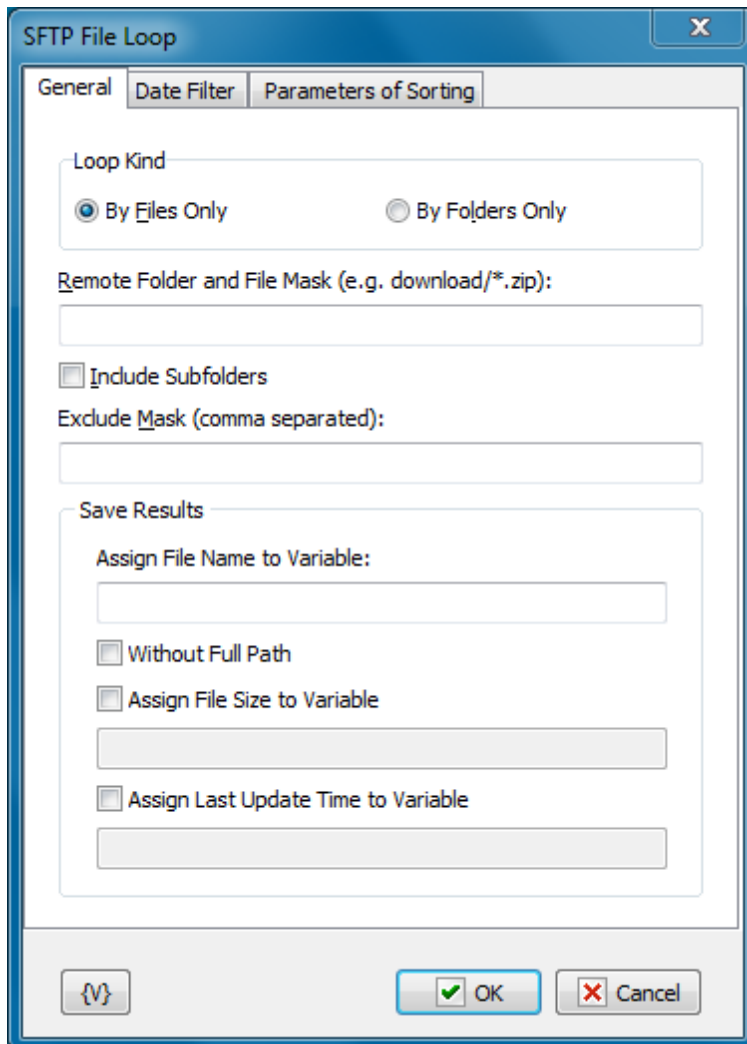 SFTP File Loop
General Date Filter Parameters of Sorting
Loop Kind
By Files Only By Folders Only
Remote Folder and File Mask (e.g. download/*.zip):
Include Subfolders
Exclude Mask (comma separated):
Save Results
Assign File Name to Variable:
Without Full Path
Assign File Size to Variable
Assign Last Update Time to Variable
{V} OK Cancel